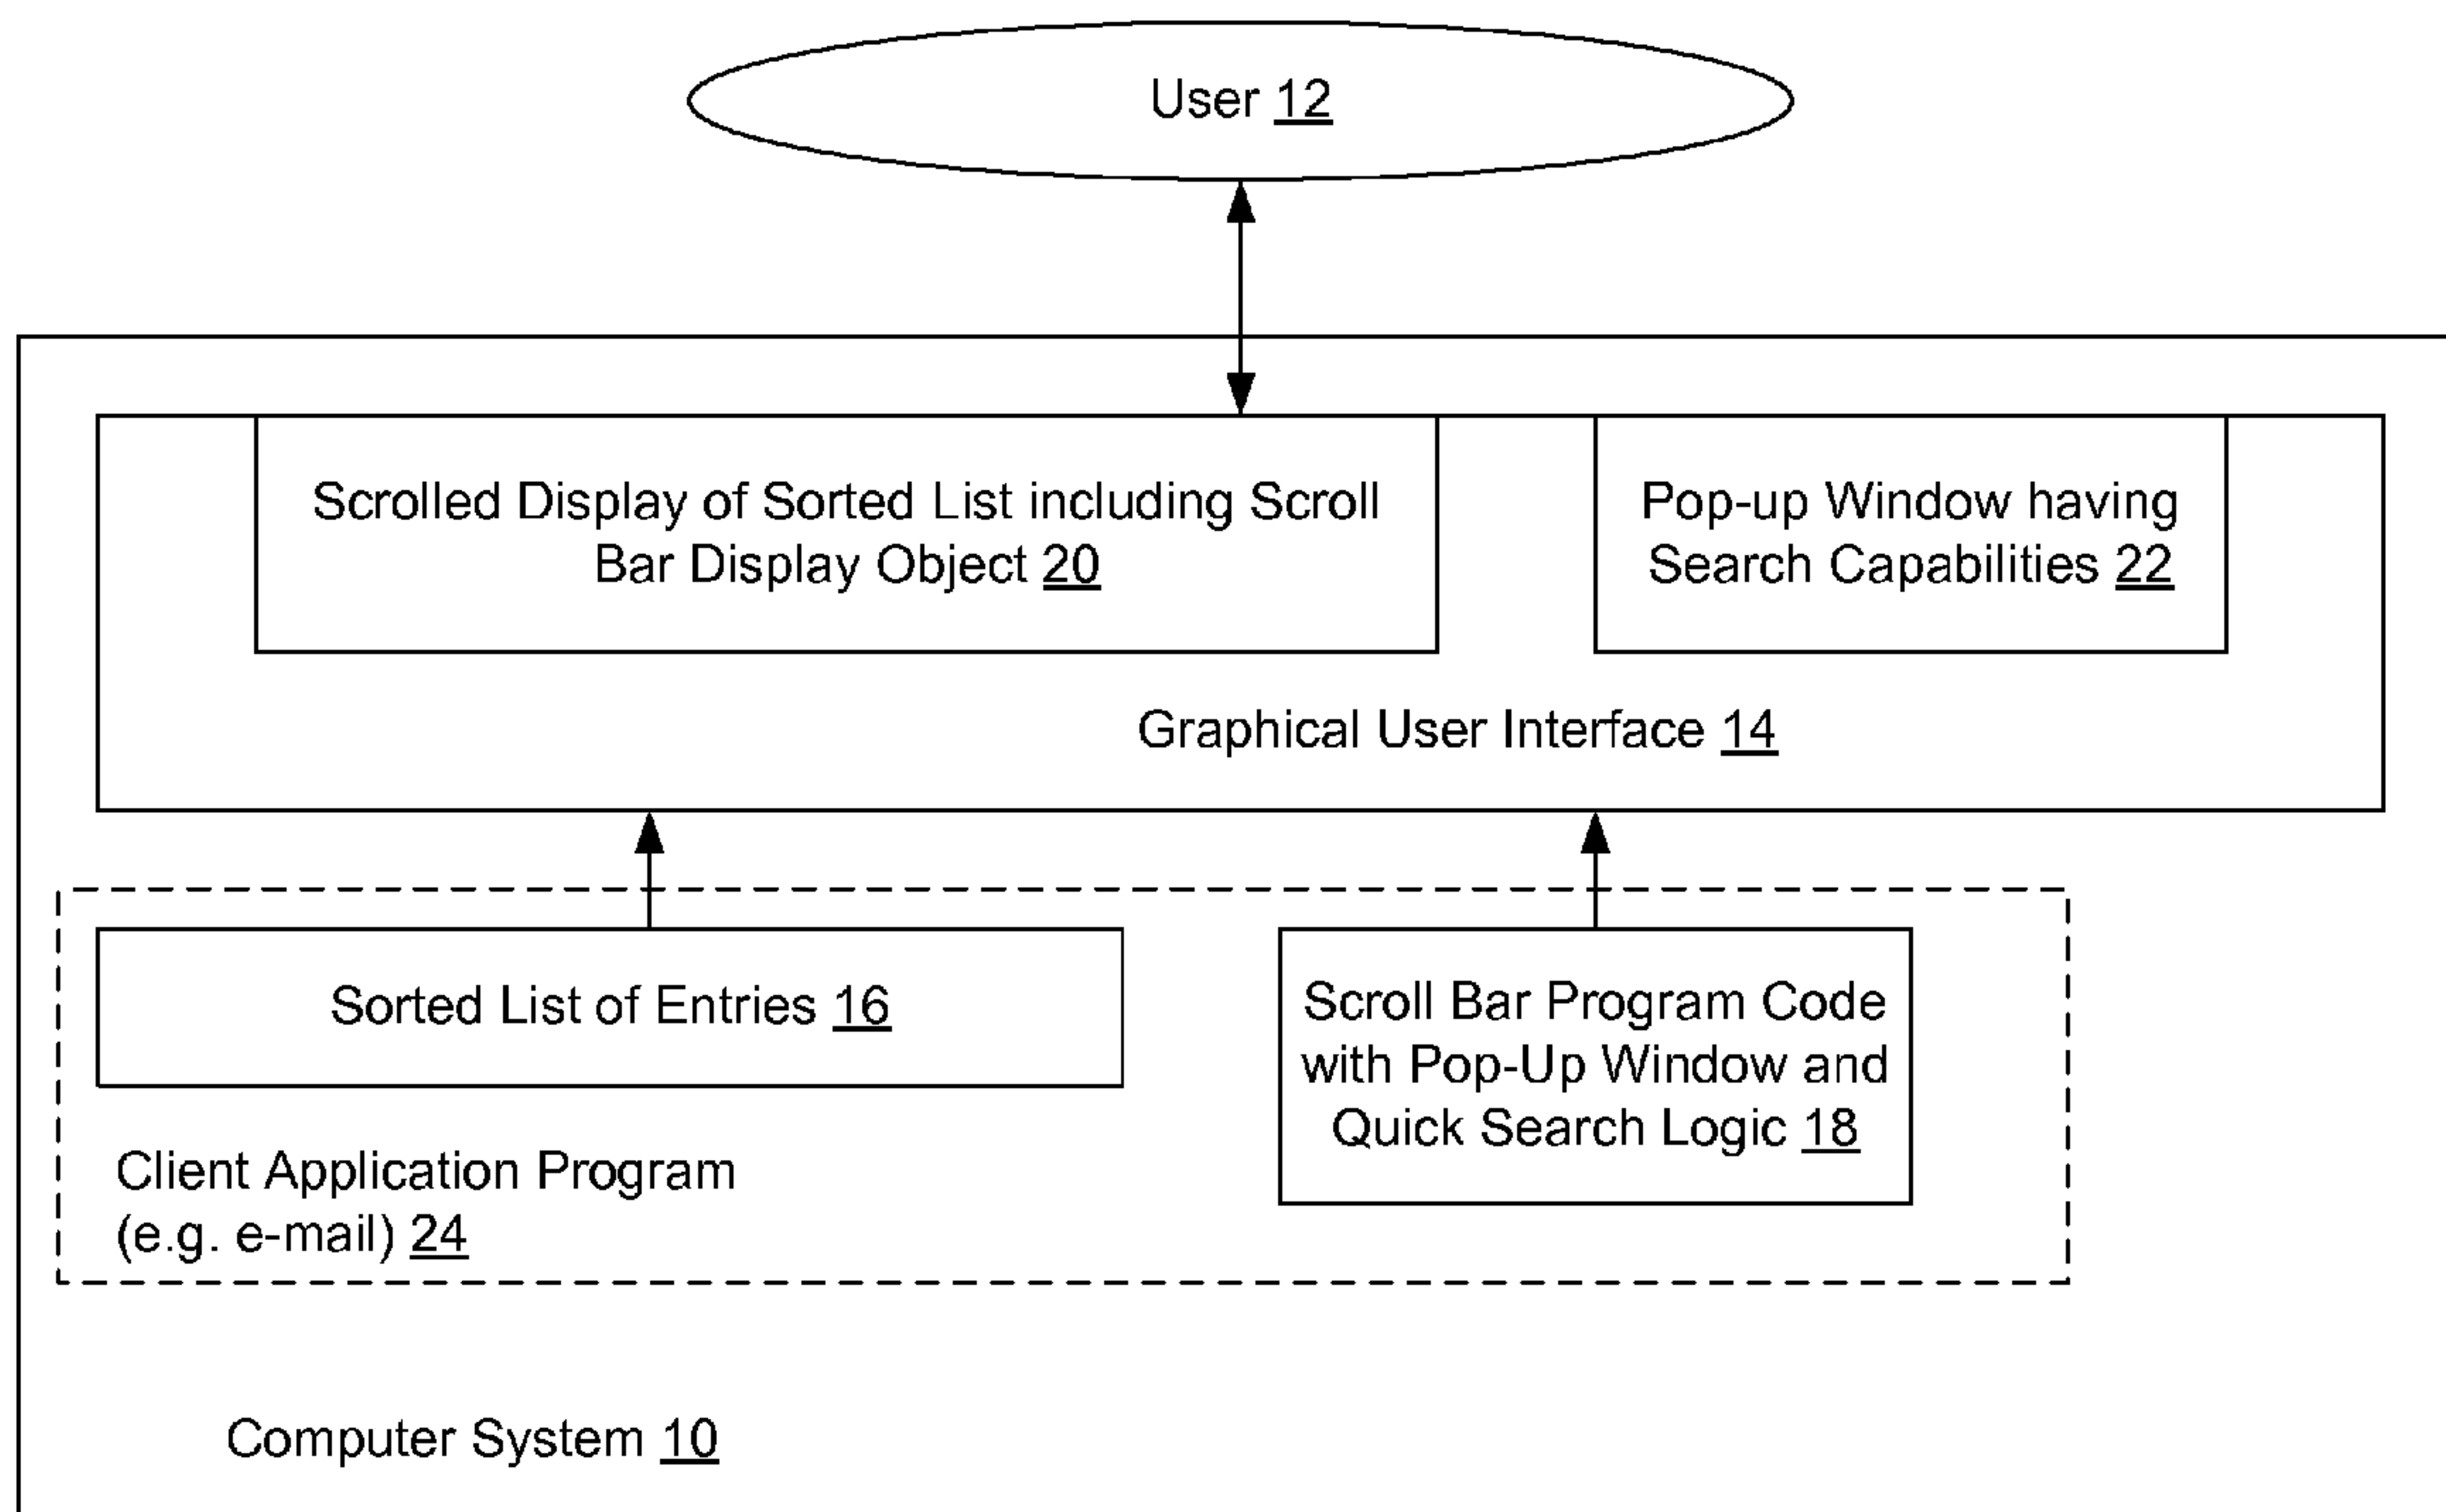 User 12
Scrolled Display of Sorted List including Scroll
Bar Display Object 20
Pop-up Window having
Search Capabilities 22
Graphical User Interface 14
Sorted List of Entries 16
Scroll Bar Program Code
with Pop-Up Window and
Quick Search Logic 18
Client Application Program
(e.g. e-mail) 24
Computer System 10